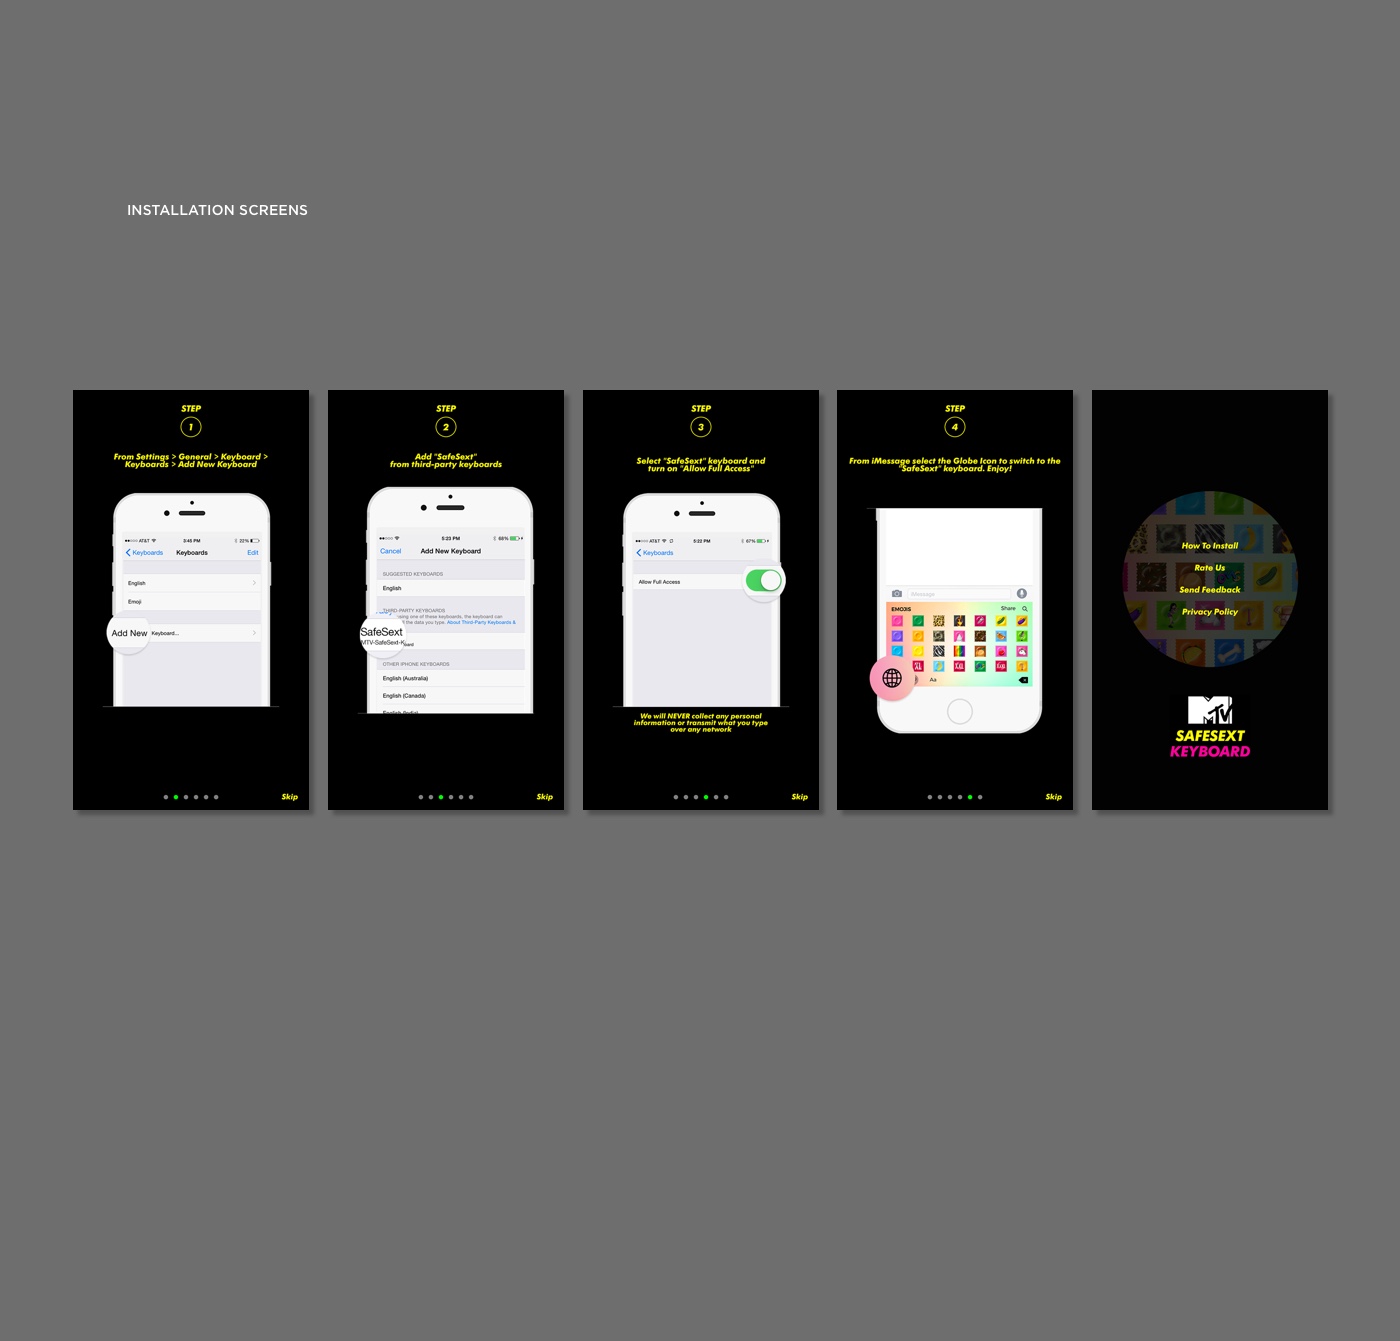 INSTALLATION SCREENS
STEP
1
From Settings > General > Keyboard >
Keyboards > Add New Keyboard
AT&T 3:45 PM 22%
Keyboards Keyboards Edit
English
Emoji
Add New Keyboard...
Skip
STEP
2
Add "SafeSext"
from third-party keyboards
5:23 PM 68%
Cancel Add New Keyboard
SUGGESTED KEYBOARDS
English
THIRD-PARTY KEYBOARDS
using one of these keyboards, the keyboard can
the data you type. About Third-Party Keyboards &
SafeSext
MTV-SafeSext-K
OTHER IPHONE KEYBOARDS
English (Australia)
English (Canada)
English (India)
Skip
STEP
3
Select "SafeSext" keyboard and
turn on "Allow Full Access"
AT&T 5:22 PM 67%
Keyboards
Allow Full Access
We will NEVER collect any personal
information or transmit what you type
over any network
Skip
STEP
4
From iMessage select the Globe Icon to switch to the
"SafeSext" keyboard. Enjoy!
iMessage
EMOJIS Share
Aa
Skip
How To Install
Rate Us
Send Feedback
Privacy Policy
MTV
SAFESEXT
KEYBOARD